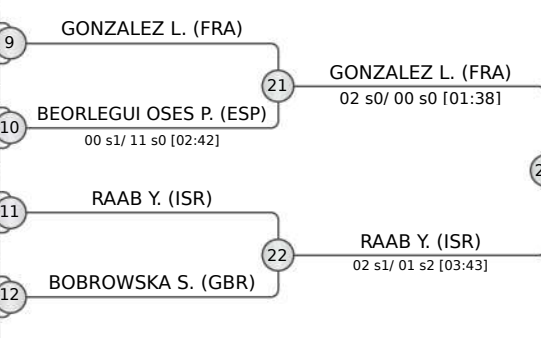 GONZALEZ L. (FRA)
9
21
GONZALEZ L. (FRA)
02 s0/ 00 s0 [01:38]
BEORLEGUI OSES P. (ESP)
10
00 s1/ 11 s0 [02:42]
RAAB Y. (ISR)
11
22
RAAB Y. (ISR)
02 s1/ 01 s2 [03:43]
BOBROWSKA S. (GBR)
12